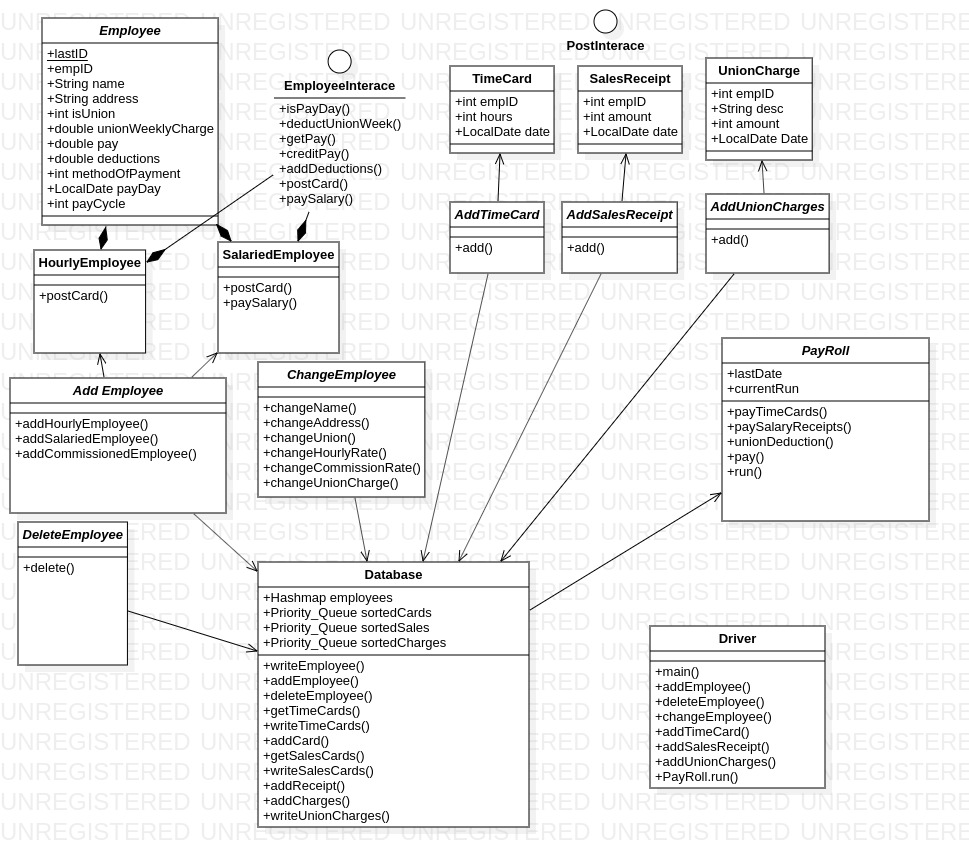 Employee
+lastID
+empID
+String name
+String address
+int isUnion
+double unionWeeklyCharge
+double pay
+double deductions
+int methodOfPayment
+LocalDate payDay
+int payCycle
EmployeeInterace
+isPayDay()
+deductUnionWeek()
+getPay()
+creditPay()
+addDeductions()
+postCard()
+paySalary()
PostInterace
TimeCard
+int empID
+int hours
+LocalDate date
SalesReceipt
+int empID
+int amount
+LocalDate date
UnionCharge
+int empID
+String desc
+int amount
+LocalDate Date
HourlyEmployee
+postCard()
SalariedEmployee
+postCard()
+paySalary()
AddTimeCard
+add()
AddSalesReceipt
+add()
AddUnionCharges
+add()
Add Employee
+addHourlyEmployee()
+addSalariedEmployee()
+addCommissionedEmployee()
ChangeEmployee
+changeName()
+changeAddress()
+changeUnion()
+changeHourlyRate()
+changeCommissionRate()
+changeUnionCharge()
PayRoll
+lastDate
+currentRun
+payTimeCards()
+paySalaryReceipts()
+unionDeduction()
+pay()
+run()
DeleteEmployee
+delete()
Database
+Hashmap employees
+Priority_Queue sortedCards
+Priority_Queue sortedSales
+Priority_Queue sortedCharges
+writeEmployee()
+addEmployee()
+deleteEmployee()
+getTimeCards()
+writeTimeCards()
+addCard()
+getSalesCards()
+writeSalesCards()
+addReceipt()
+addCharges()
+writeUnionCharges()
Driver
+main()
+addEmployee()
+deleteEmployee()
+changeEmployee()
+addTimeCard()
+addSalesReceipt()
+addUnionCharges()
+PayRoll.run()
UNREGISTERED